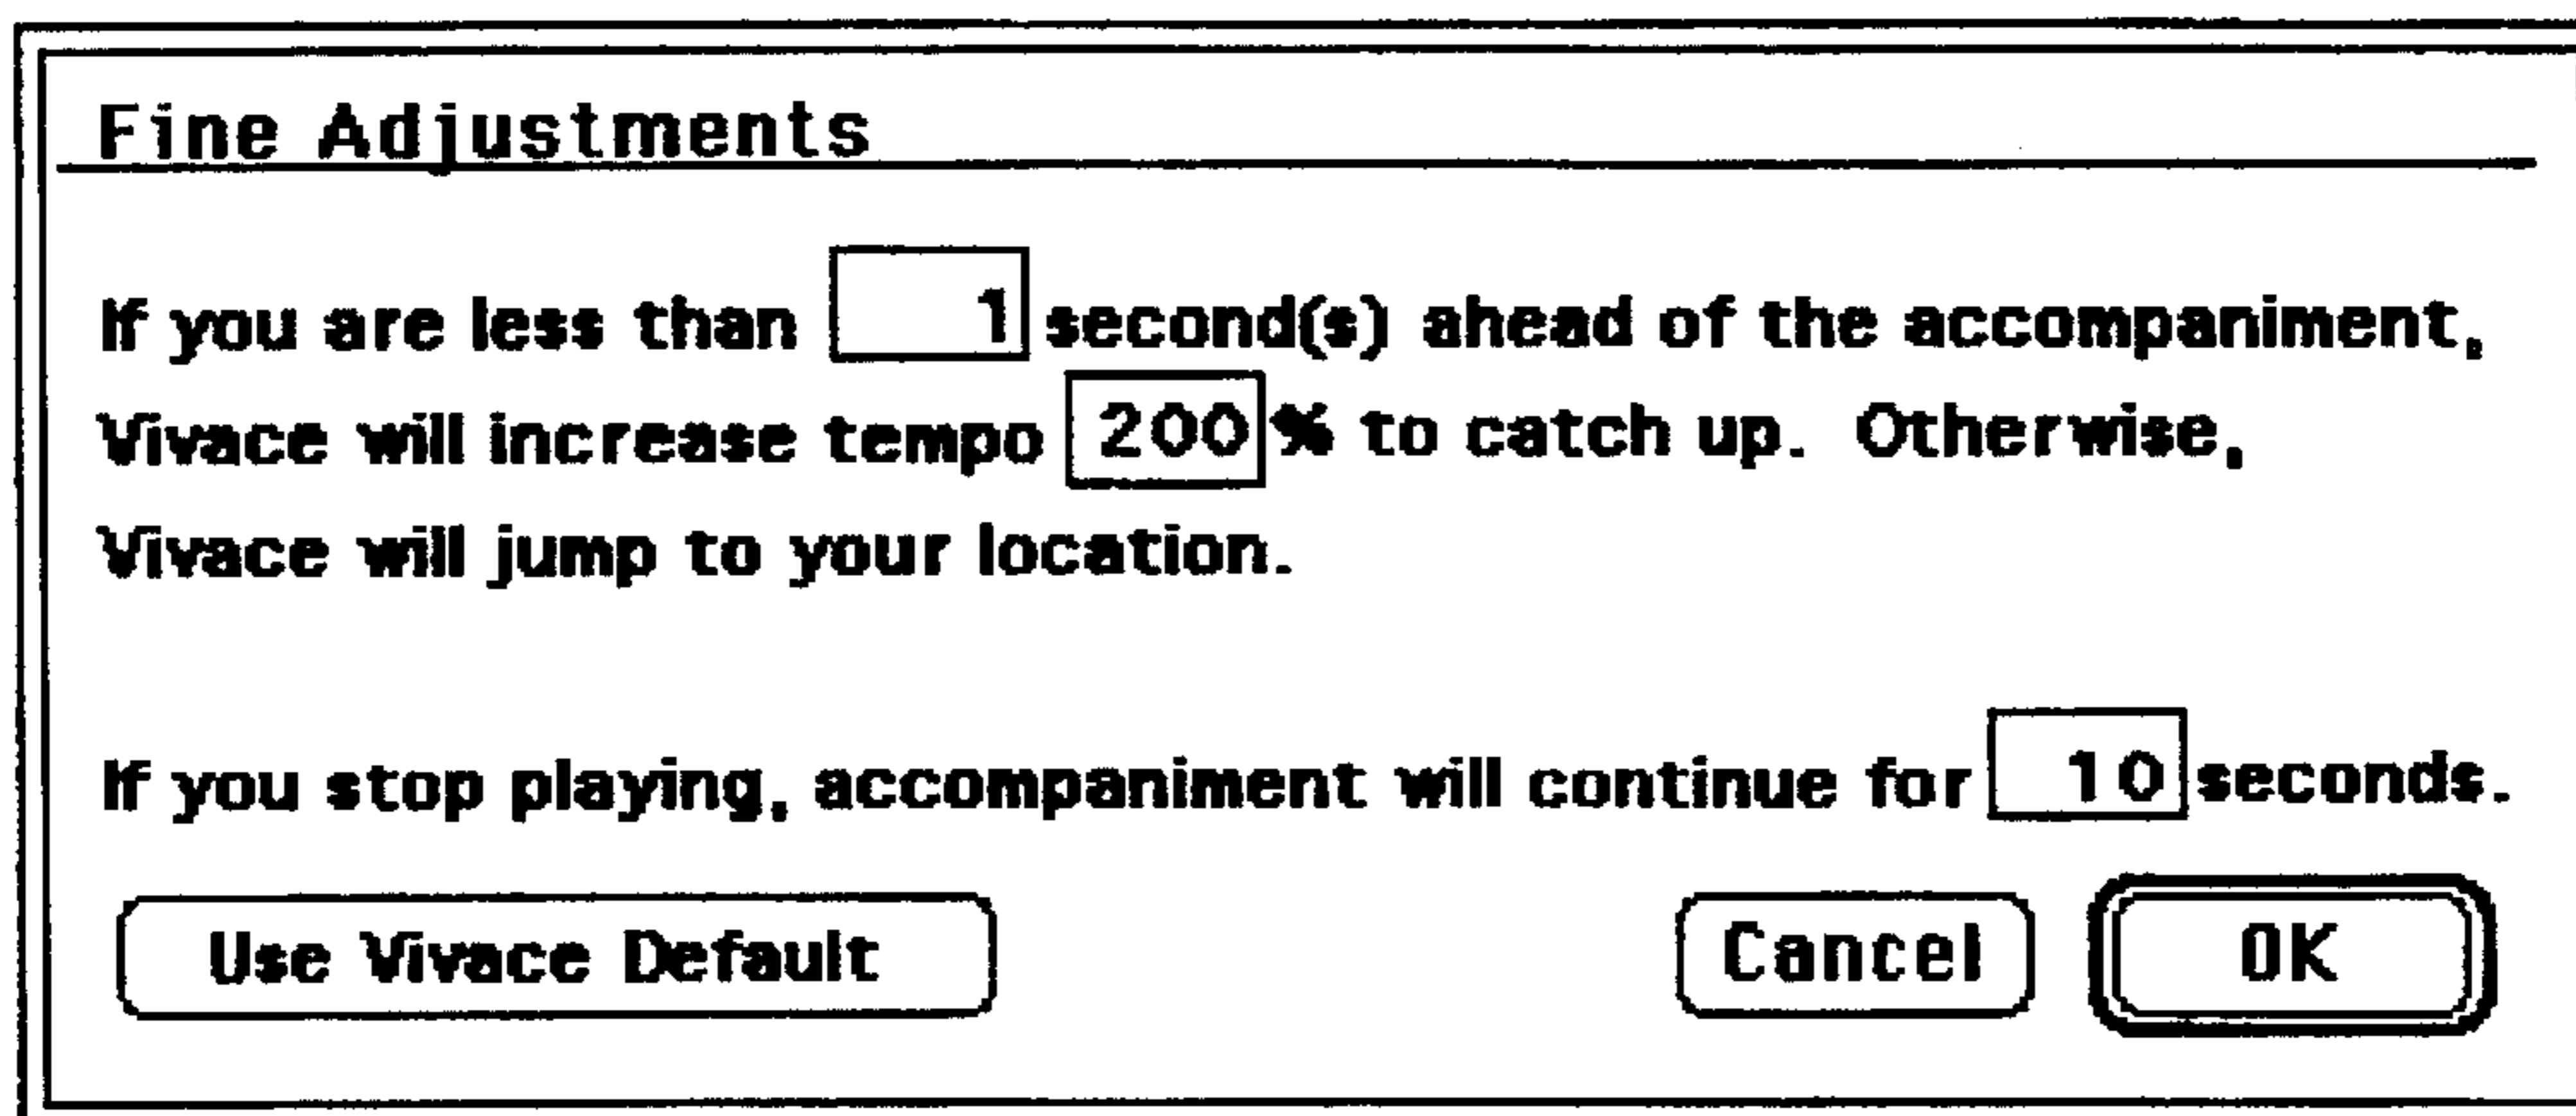 Fine Adjustments
If you are less than 1 second(s) ahead of the accompaniment,
Vivace will increase tempo 200% to catch up. Otherwise,
Vivace will jump to your location.
If you stop playing, accompaniment will continue for 10 seconds.
Use Vivace Default Cancel OK